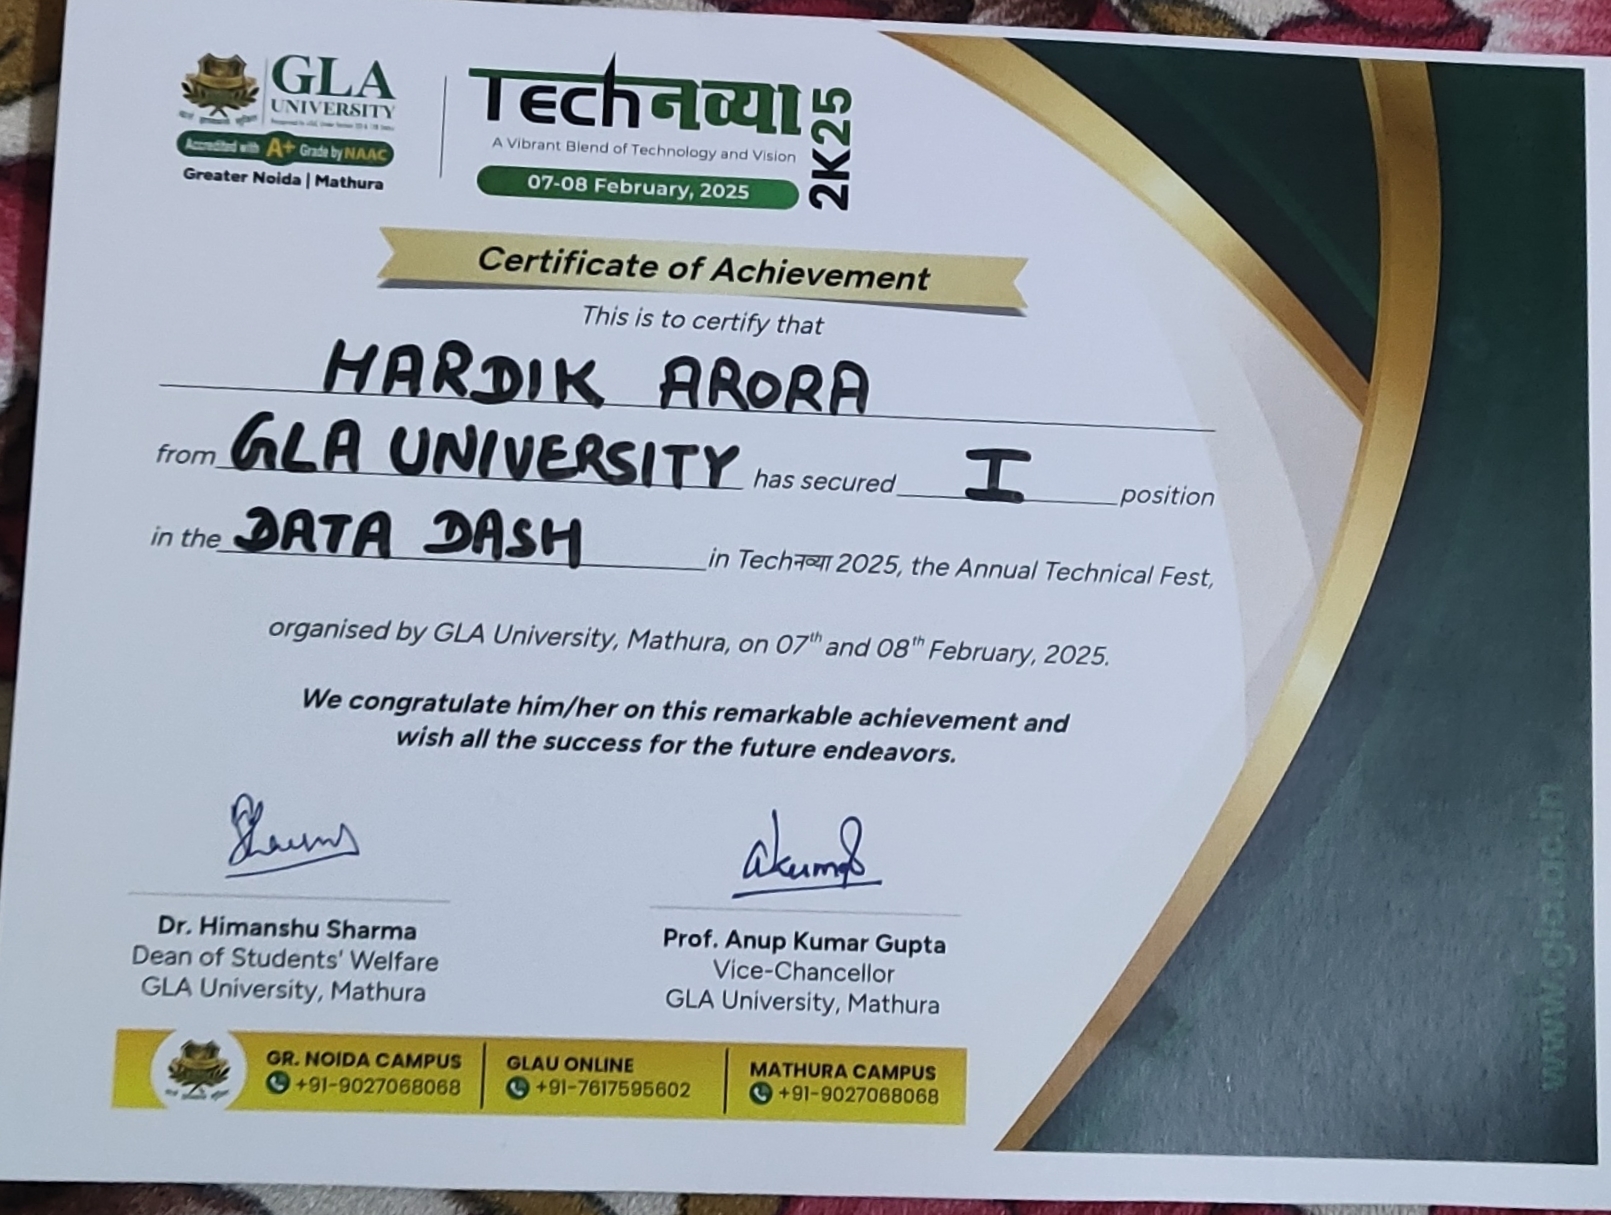 GLA
UNIVERSITY
Accredited with A+ Grade by NAAC
Greater Noida | Mathura
Techनव्या 2K25
A Vibrant Blend of Technology and Vision
07-08 February, 2025
Certificate of Achievement
This is to certify that
HARDIK ARORA
from GLA UNIVERSITY has secured I position
in the DATA DASH in Techनव्या 2025, the Annual Technical Fest,
organised by GLA University, Mathura, on 07th and 08th February, 2025.
We congratulate him/her on this remarkable achievement and
wish all the success for the future endeavors.
Dr. Himanshu Sharma
Dean of Students' Welfare
GLA University, Mathura
Prof. Anup Kumar Gupta
Vice-Chancellor
GLA University, Mathura
GR. NOIDA CAMPUS
+91-9027068068
GLAU ONLINE
+91-7617595602
MATHURA CAMPUS
+91-9027068068
www.gla.ac.in